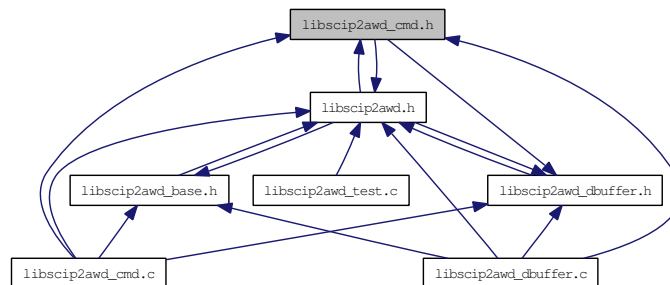 libscip2awd_cmd.h
libscip2awd.h
libscip2awd_base.h
libscip2awd_test.c
libscip2awd_dbuffer.h
libscip2awd_cmd.c
libscip2awd_dbuffer.c